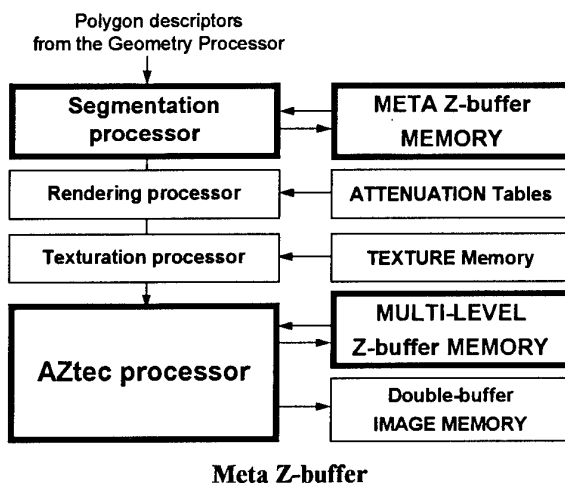 Polygon descriptors
from the Geometry Processor
Segmentation
processor
META Z-buffer
MEMORY
Rendering processor
ATTENUATION Tables
Texturation processor
TEXTURE Memory
AZtec processor
MULTI-LEVEL
Z-buffer MEMORY
Double-buffer
IMAGE MEMORY
Meta Z-buffer